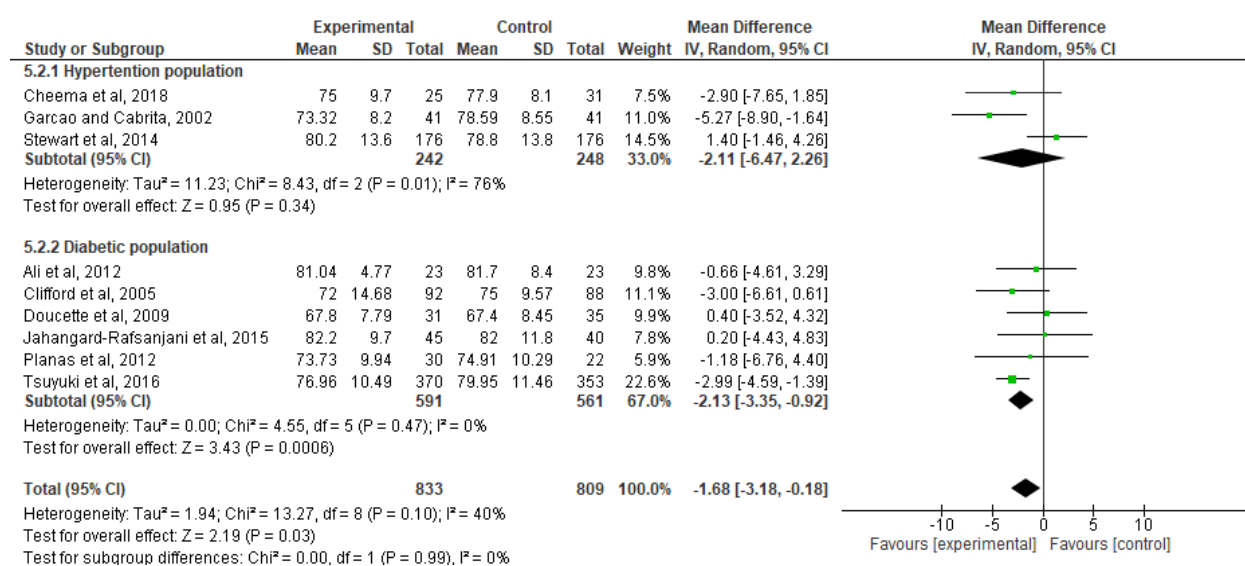 Experimental Control Mean Difference Mean Difference
Study or Subgroup Mean SD Total Mean SD Total Weight IV, Random, 95% CI IV, Random, 95% CI
5.2.1 Hypertention population
Cheema et al, 2018 75 9.7 25 77.9 8.1 31 7.5% -2.90 [-7.65, 1.85]
Garcao and Cabrita, 2002 73.32 8.2 41 78.59 8.55 41 11.0% -5.27 [-8.90, -1.64]
Stewart et al, 2014 80.2 13.6 176 78.8 13.8 176 14.5% 1.40 [-1.46, 4.26]
Subtotal (95% CI) 242 248 33.0% -2.11 [-6.47, 2.26]
Heterogeneity: Tau² = 11.23; Chi² = 8.43, df = 2 (P = 0.01); I² = 76%
Test for overall effect: Z = 0.95 (P = 0.34)
5.2.2 Diabetic population
Ali et al, 2012 81.04 4.77 23 81.7 8.4 23 9.8% -0.66 [-4.61, 3.29]
Clifford et al, 2005 72 14.68 92 75 9.57 88 11.1% -3.00 [-6.61, 0.61]
Doucette et al, 2009 67.8 7.79 31 67.4 8.45 35 9.9% 0.40 [-3.52, 4.32]
Jahangard-Rafsanjani et al, 2015 82.2 9.7 45 82 11.8 40 7.8% 0.20 [-4.43, 4.83]
Planas et al, 2012 73.73 9.94 30 74.91 10.29 22 5.9% -1.18 [-6.76, 4.40]
Tsuyuki et al, 2016 76.96 10.49 370 79.95 11.46 353 22.6% -2.99 [-4.59, -1.39]
Subtotal (95% CI) 591 561 67.0% -2.13 [-3.35, -0.92]
Heterogeneity: Tau² = 0.00; Chi² = 4.55, df = 5 (P = 0.47); I² = 0%
Test for overall effect: Z = 3.43 (P = 0.0006)
Total (95% CI) 833 809 100.0% -1.68 [-3.18, -0.18]
Heterogeneity: Tau² = 1.94; Chi² = 13.27, df = 8 (P = 0.10); I² = 40%
Test for overall effect: Z = 2.19 (P = 0.03)
Test for subgroup differences: Chi² = 0.00, df = 1 (P = 0.99), I² = 0%
-10 -5 0 5 10
Favours [experimental] Favours [control]